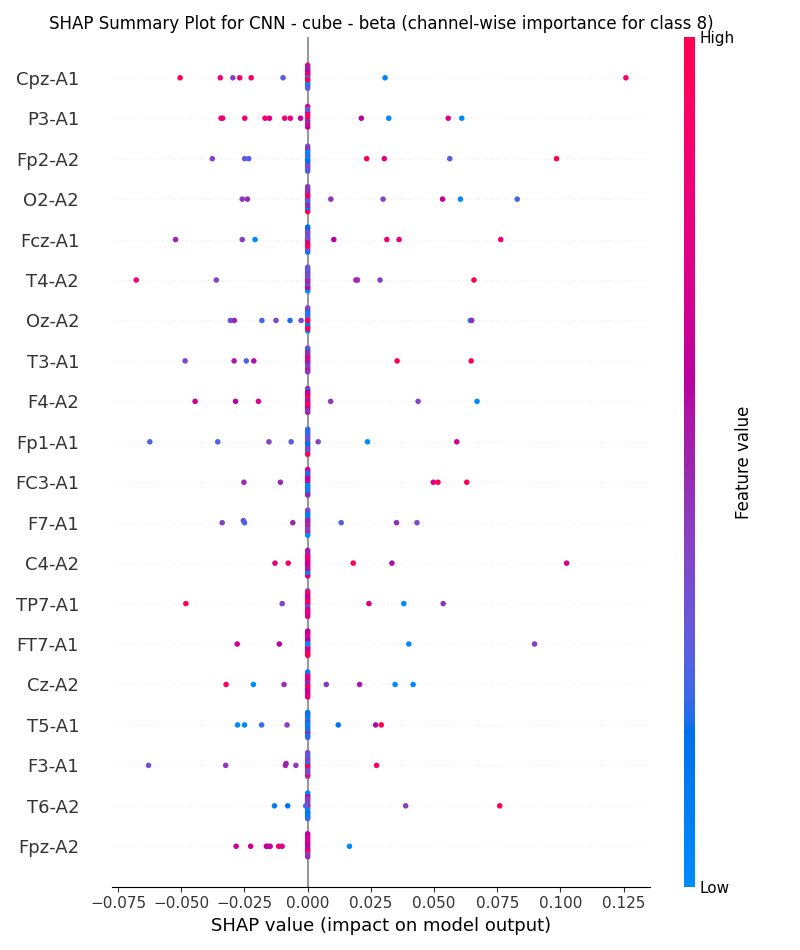 SHAP Summary Plot for CNN - cube - beta (channel-wise importance for class 8)
High
Cpz-A1
P3-A1
Fp2-A2
O2-A2
Fcz-A1
T4-A2
Oz-A2
T3-A1
F4-A2
Fp1-A1
FC3-A1
F7-A1
C4-A2
TP7-A1
FT7-A1
Cz-A2
T5-A1
F3-A1
T6-A2
Fpz-A2
Feature value
Low
−0.075 −0.050 −0.025 0.000 0.025 0.050 0.075 0.100 0.125
SHAP value (impact on model output)